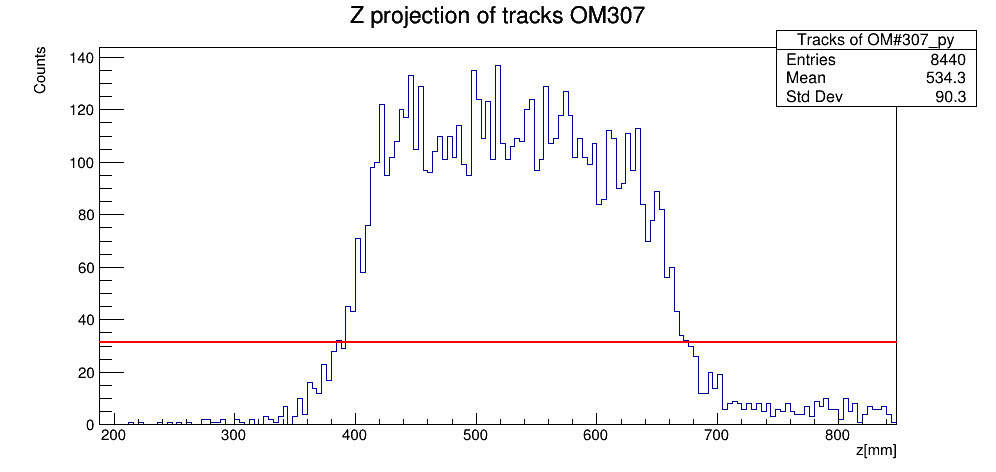 Z projection of tracks OM307
Tracks of OM#307_py
Entries 8440
Mean 534.3
Std Dev 90.3
Counts
140
120
100
80
60
40
20
0
200 300 400 500 600 700 800
z[mm]